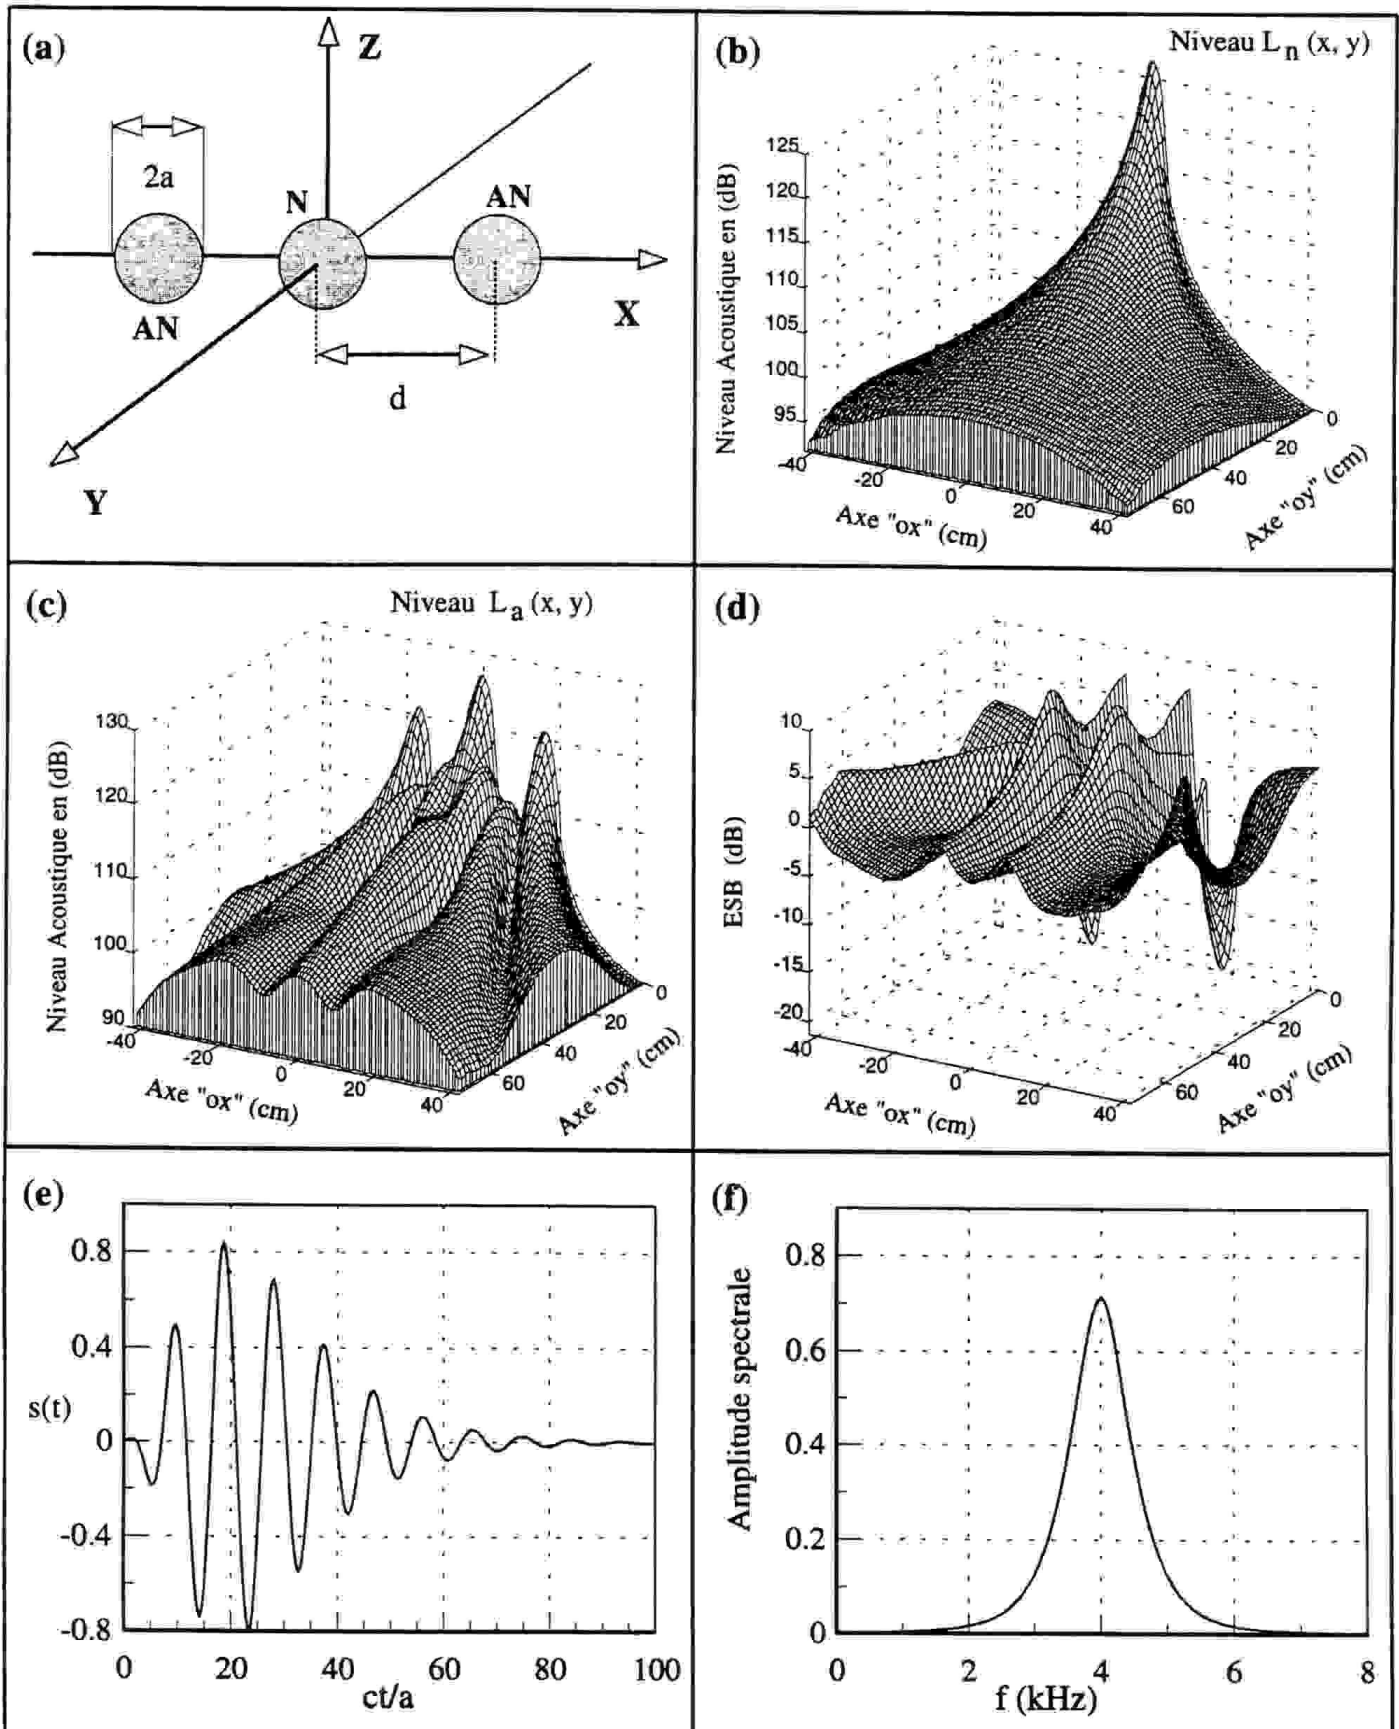 (a)
Z
2a
N
AN
AN
X
d
Y
(b)
Niveau Ln (x, y)
Niveau Acoustique en (dB)
125
120
115
110
105
100
95
-40
-20
0
20
40
Axe "ox" (cm)
60
40
20
0
Axe "oy" (cm)
(c)
Niveau La (x, y)
Niveau Acoustique en (dB)
130
120
110
100
90
-40
-20
0
20
40
Axe "ox" (cm)
60
40
20
0
Axe "oy" (cm)
(d)
ESB (dB)
10
5
0
-5
-10
-15
-20
-40
-20
0
20
40
Axe "ox" (cm)
60
40
20
0
Axe "oy" (cm)
(e)
0.8
0.4
s(t)
0
-0.4
-0.8
0 20 40 60 80 100
ct/a
(f)
Amplitude spectrale
0.8
0.6
0.4
0.2
0
0 2 4 6 8
f (kHz)